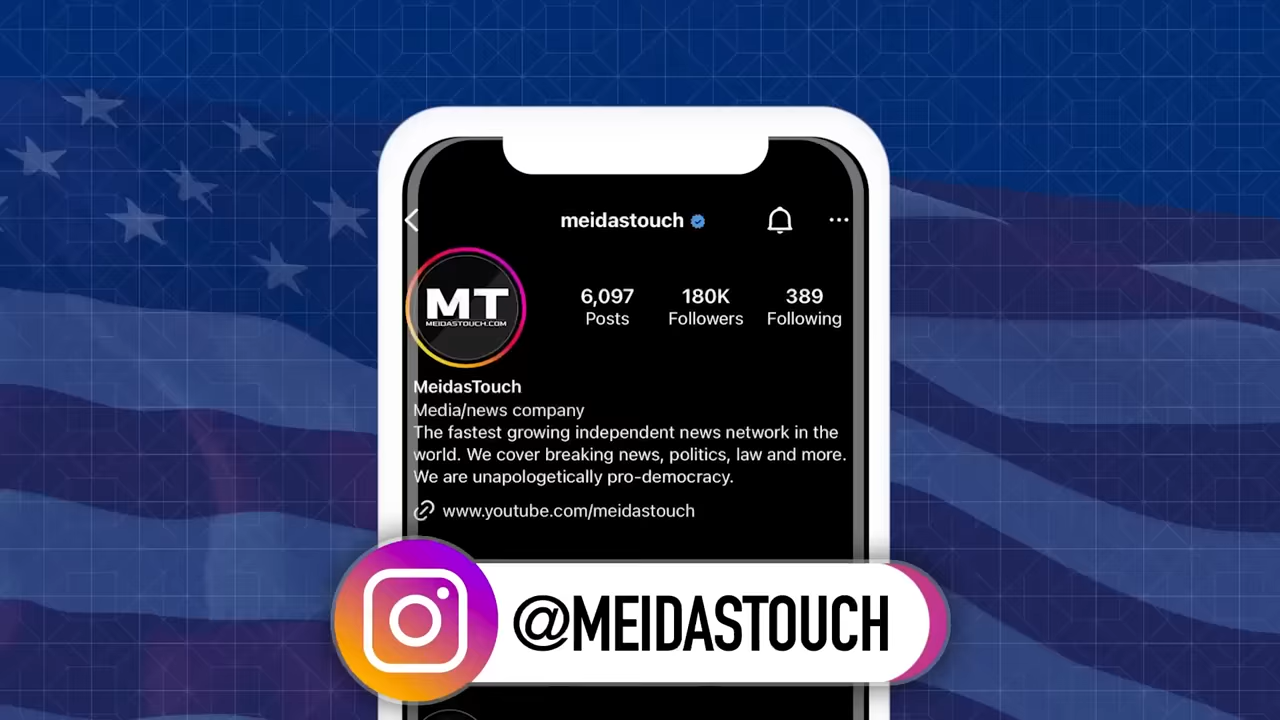 meidastouch
MT
MEIDASTOUCH.COM
6,097 180K 389
Posts Followers Following
MeidasTouch
Media/news company
The fastest growing independent news network in the
world. We cover breaking news, politics, law and more.
We are unapologetically pro-democracy.
www.youtube.com/meidastouch
@MEIDASTOUCH